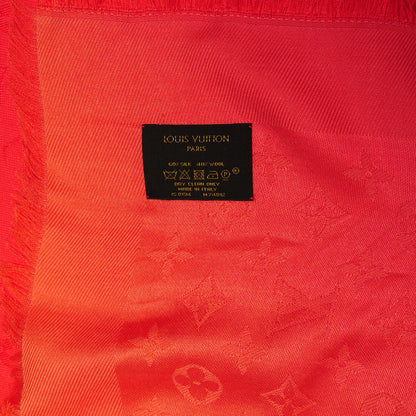 LOUIS VUITTON
PARIS
60% SILK 40% WOOL
DRY CLEAN ONLY
MADE IN ITALY